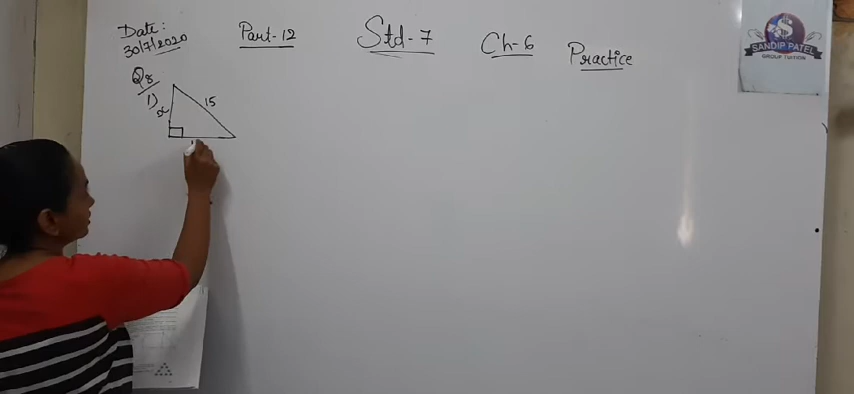 Date:
30/7/2020
Part-12
Std-7
Ch-6
Practice
SANDIP PATEL
GROUP TUITION
Q8
1)
x
15